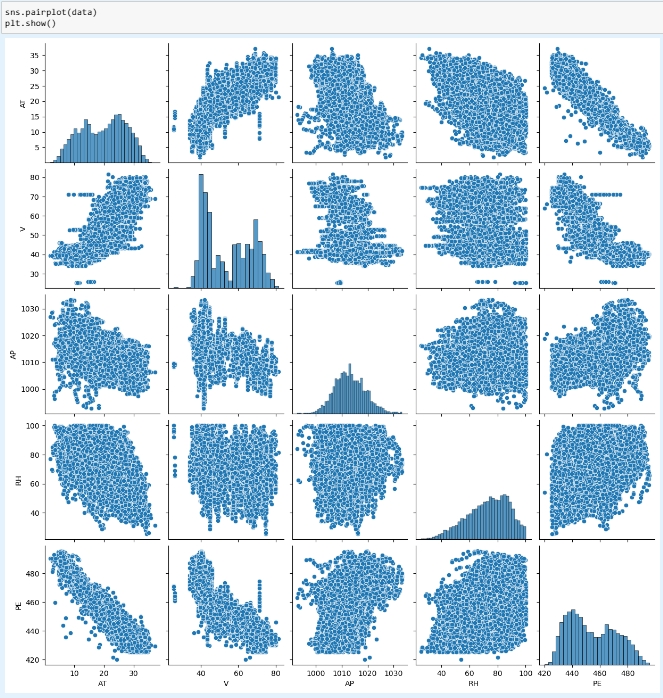 sns.pairplot(data)
plt.show()
35
30
25
20
15
10
5
AT
80
70
60
50
40
30
V
1030
1020
1010
1000
AP
100
80
60
40
RH
480
460
440
420
PE
10 20 30
40 60 80
1000 1010 1020 1030
40 60 80 100
420 440 460 480
AT V AP RH PE